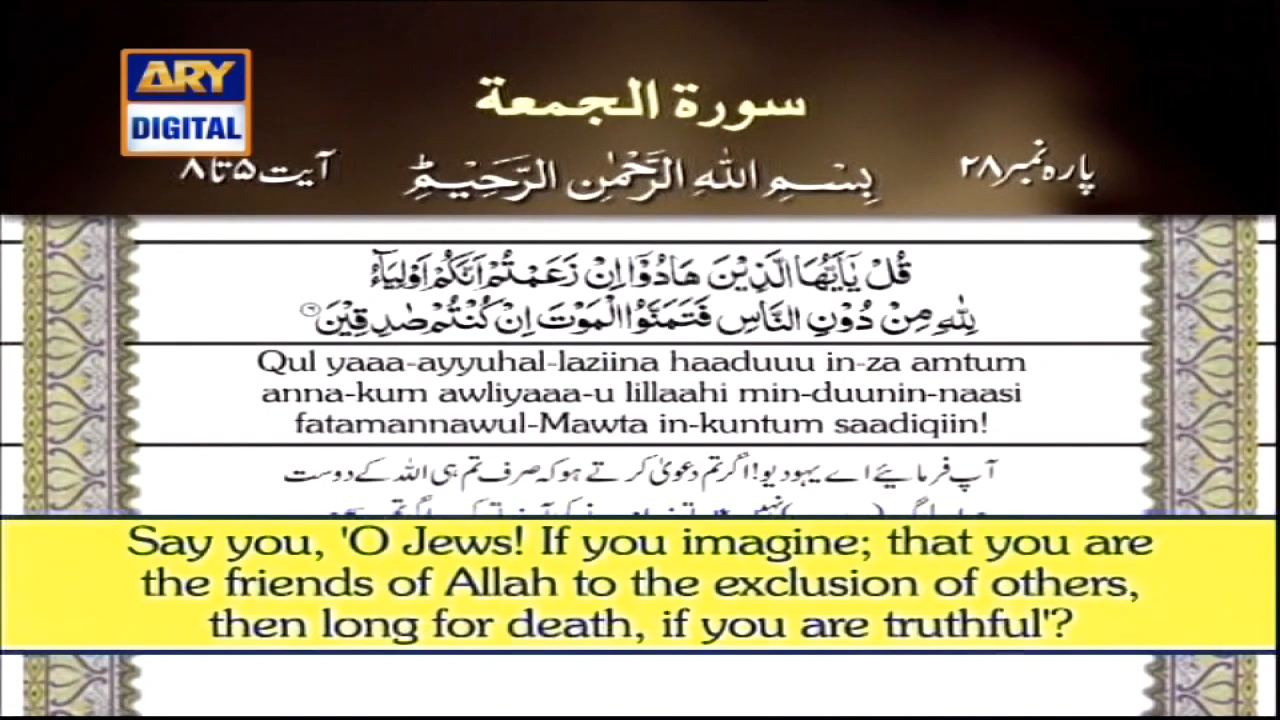 ARY
DIGITAL
سورة الجمعة
پارہ نمبر ۲۸
بِسْمِ اللهِ الرَّحْمٰنِ الرَّحِيْمِ
آیت ۵ تا ۸
قُلْ يٰۤاَيُّهَا الَّذِيْنَ هَادُوْۤا اِنْ زَعَمْتُمْ اَنَّكُمْ اَوْلِيَآءُ
لِلّٰهِ مِنْ دُوْنِ النَّاسِ فَتَمَنَّوُا الْمَوْتَ اِنْ كُنْتُمْ صٰدِقِيْنَ ۶
Qul yaaa-ayyuhal-laziina haaduuu in-za amtum
anna-kum awliyaaa-u lillaahi min-duunin-naasi
fatamannawul-Mawta in-kuntum saadiqiin!
آپ فرمایئے اے یہودیو! اگر تم دعویٰ کرتے ہو کہ صرف تم ہی اللہ کے دوست
Say you, 'O Jews! If you imagine; that you are
the friends of Allah to the exclusion of others,
then long for death, if you are truthful'?